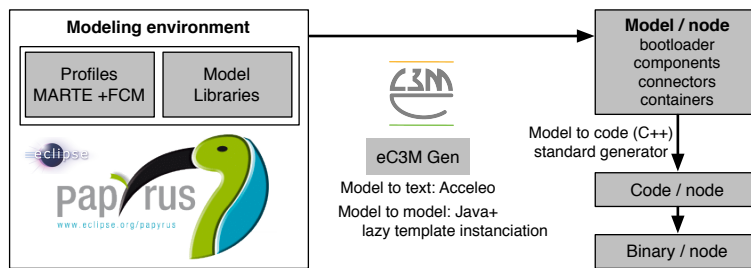 Modeling environment
Profiles
MARTE +FCM
Model
Libraries
eclipse
papyrus
www.eclipse.org/papyrus
C3M
eC3M Gen
Model to text: Acceleo
Model to model: Java+
lazy template instanciation
Model / node
bootloader
components
connectors
containers
Model to code (C++)
standard generator
Code / node
Binary / node